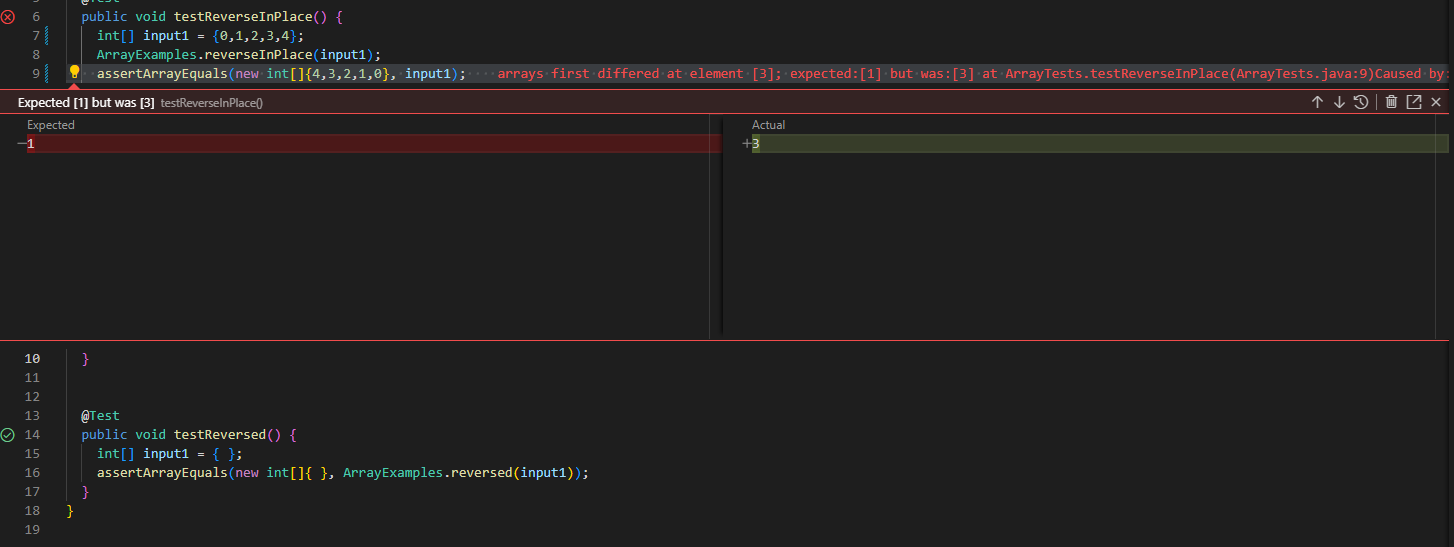 @Test
6 public void testReverseInPlace() {
7 int[] input1 = {0,1,2,3,4};
8 ArrayExamples.reverseInPlace(input1);
9 assertArrayEquals(new int[]{4,3,2,1,0}, input1); arrays first differed at element [3]; expected:[1] but was:[3] at ArrayTests.testReverseInPlace(ArrayTests.java:9)Caused by:
Expected [1] but was [3] testReverseInPlace()
Expected Actual
−1 +3
10 }
11
12
13 @Test
14 public void testReversed() {
15 int[] input1 = { };
16 assertArrayEquals(new int[]{ }, ArrayExamples.reversed(input1));
17 }
18 }
19